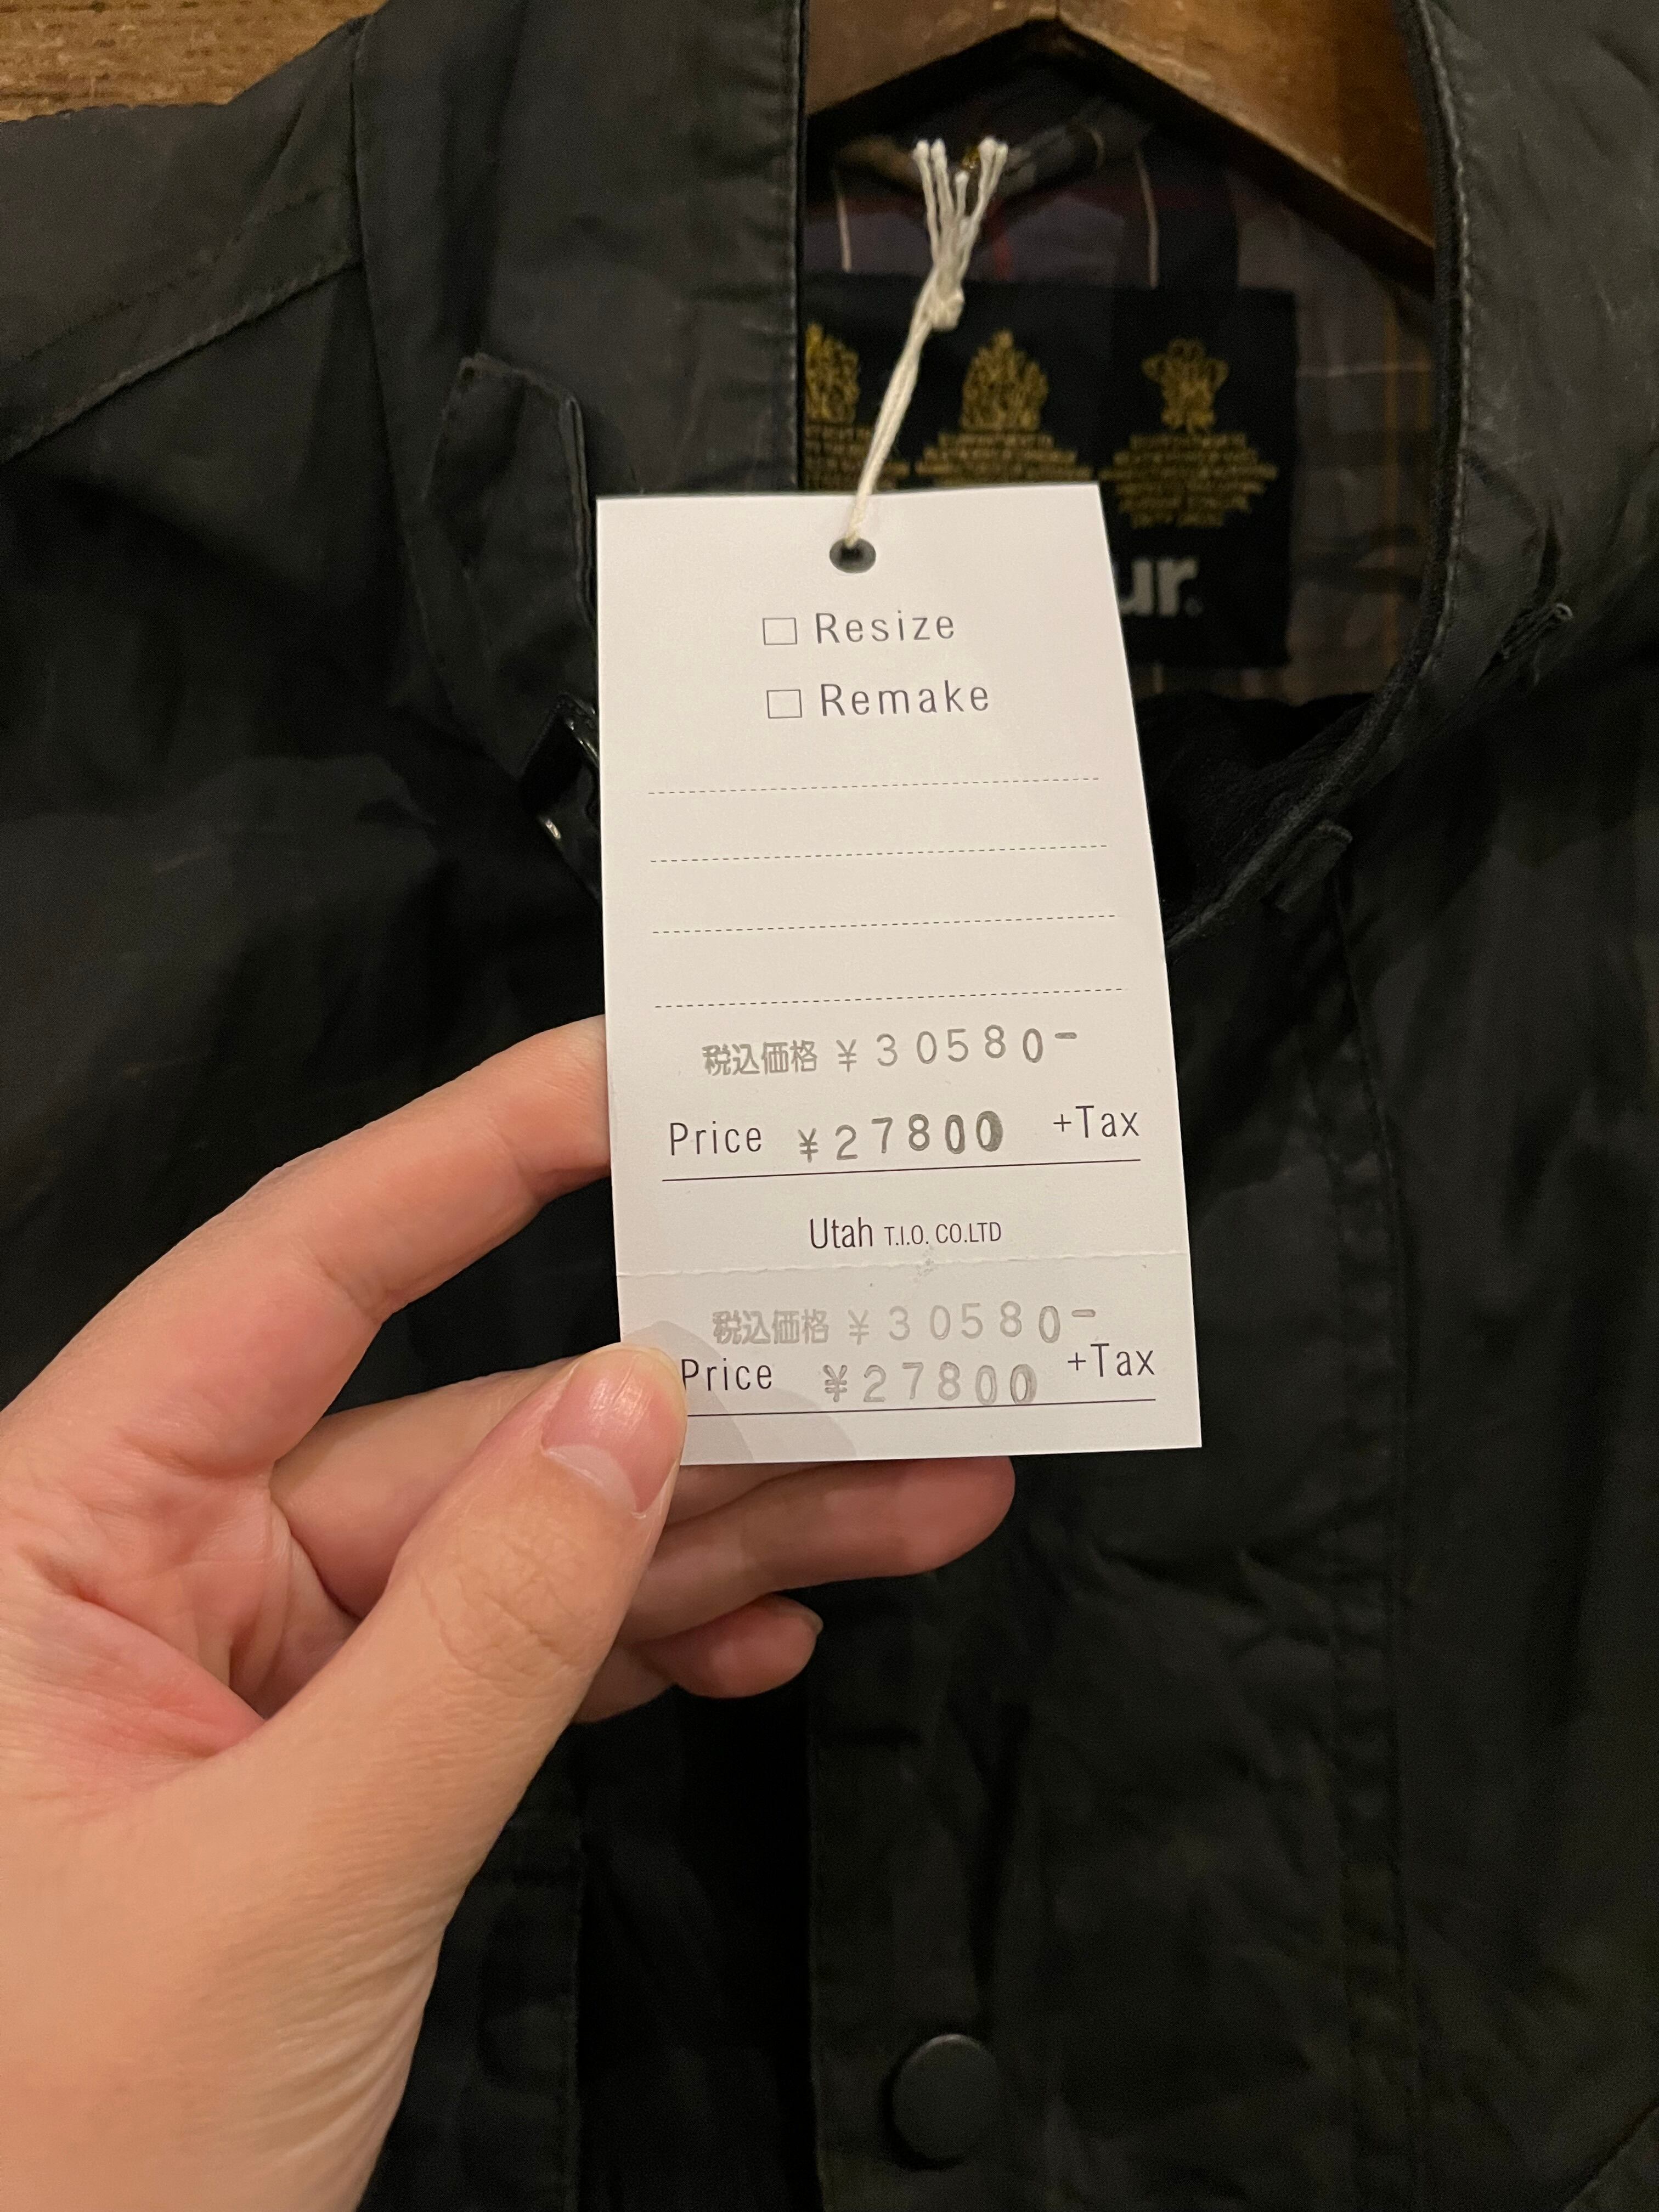 ur.
Resize
Remake
税込価格 ¥30580-
Price ¥27800 +Tax
Utah T.I.O. CO.LTD
税込価格 ¥30580-
Price ¥27800 +Tax